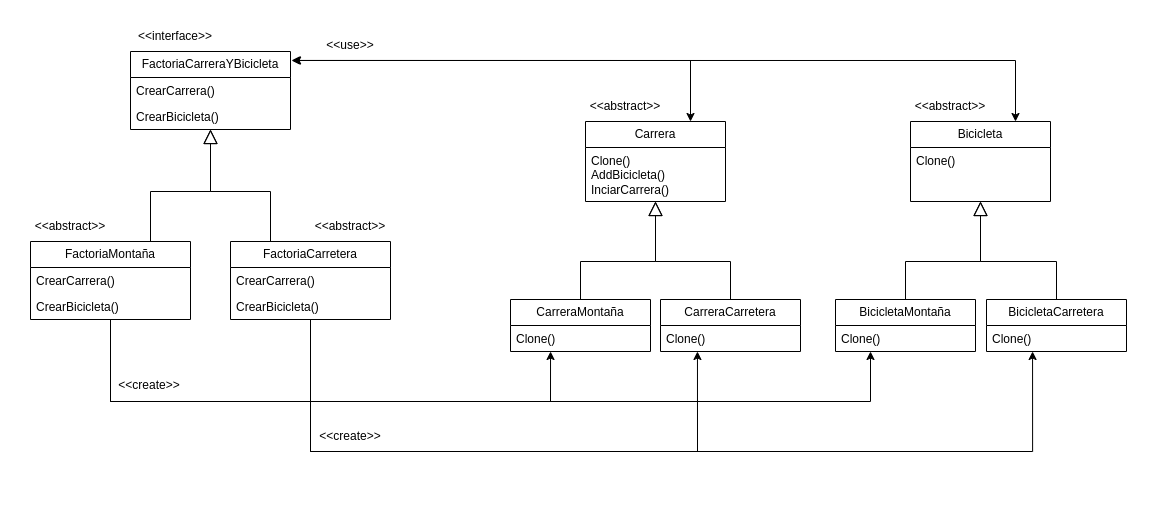 <<interface>>
FactoriaCarreraYBicicleta
CrearCarrera()
CrearBicicleta()
<<use>>
<<abstract>>
Carrera
Clone()
AddBicicleta()
InciarCarrera()
<<abstract>>
Bicicleta
Clone()
<<abstract>>
FactoriaMontaña
CrearCarrera()
CrearBicicleta()
<<abstract>>
FactoriaCarretera
CrearCarrera()
CrearBicicleta()
CarreraMontaña
Clone()
CarreraCarretera
Clone()
BicicletaMontaña
Clone()
BicicletaCarretera
Clone()
<<create>>
<<create>>